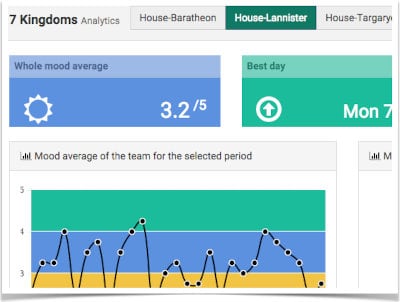 7 Kingdoms Analytics House-Baratheon House-Lannister House-Targary
Whole mood average Best day
3.2 /5 Mon 7
Mood average of the team for the selected period M
5
4
3